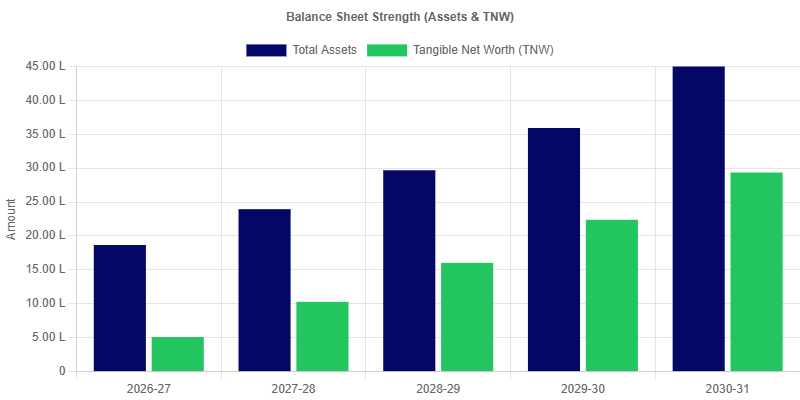 Balance Sheet Strength (Assets & TNW)
Total Assets
Tangible Net Worth (TNW)
Amount
45.00 L
40.00 L
35.00 L
30.00 L
25.00 L
20.00 L
15.00 L
10.00 L
5.00 L
0
2026-27
2027-28
2028-29
2029-30
2030-31